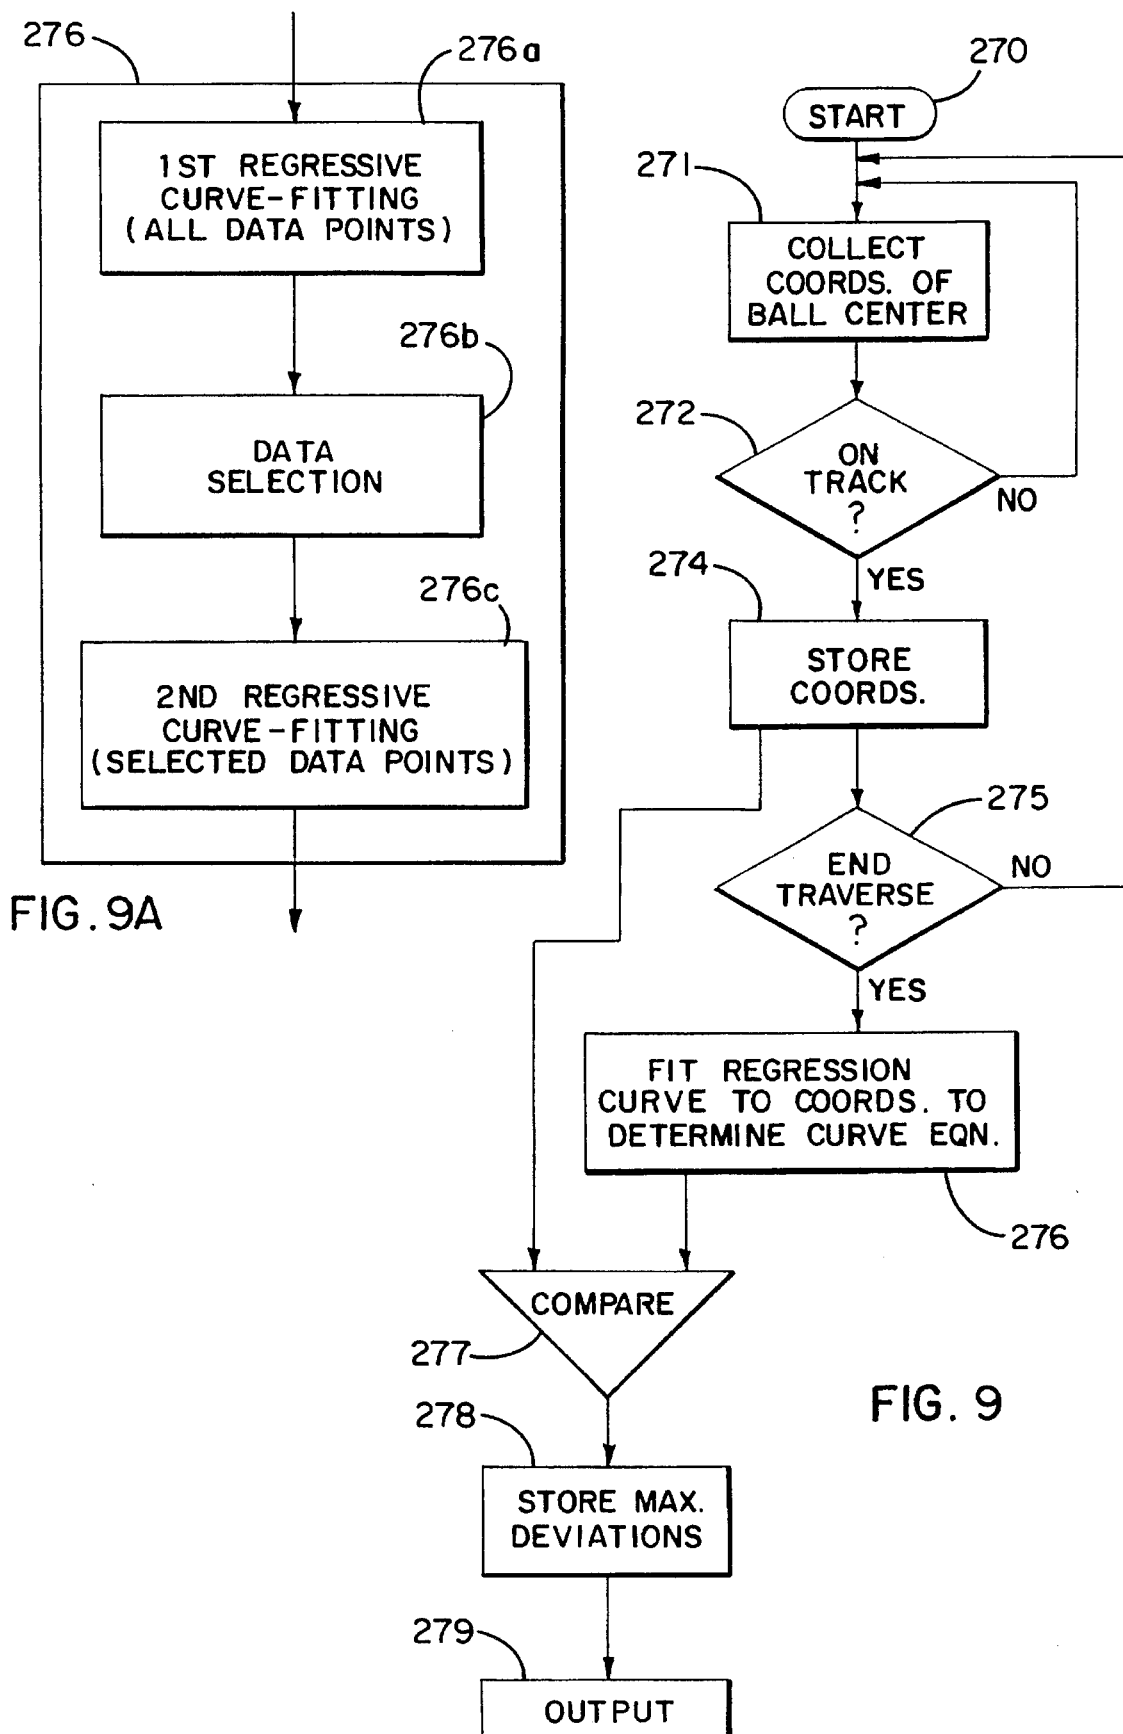 276
276a
1ST REGRESSIVE
CURVE-FITTING
(ALL DATA POINTS)
276b
DATA
SELECTION
276c
2ND REGRESSIVE
CURVE-FITTING
(SELECTED DATA POINTS)
FIG. 9A
270
START
271
COLLECT
COORDS. OF
BALL CENTER
272
ON
TRACK
?
NO
YES
274
STORE
COORDS.
275
END
TRAVERSE
?
NO
YES
FIT REGRESSION
CURVE TO COORDS. TO
DETERMINE CURVE EQN.
276
COMPARE
277
FIG. 9
278
STORE MAX.
DEVIATIONS
279
OUTPUT